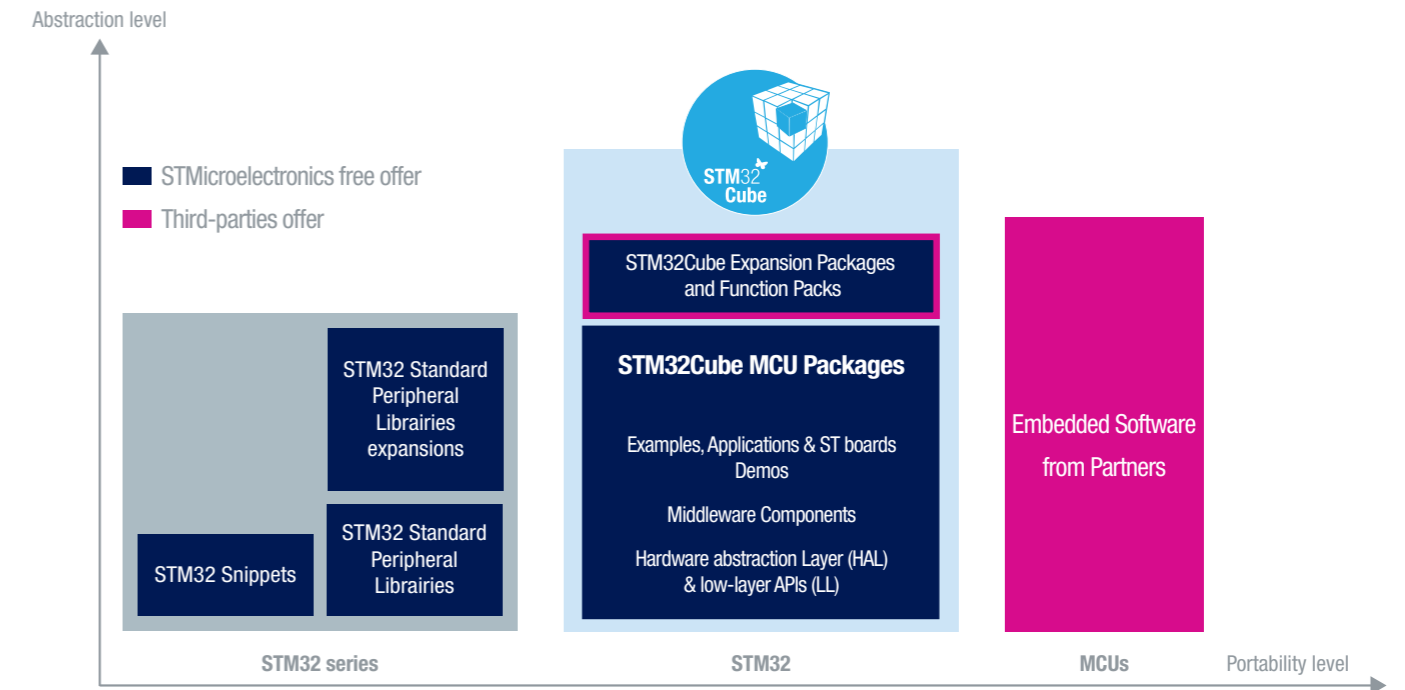 Abstraction level
STM32
Cube
STMicroelectronics free offer
Third-parties offer
STM32Cube Expansion Packages
and Function Packs
STM32 Standard
Peripheral
Librairies
expansions
STM32 Standard
Peripheral
Librairies
STM32 Snippets
STM32Cube MCU Packages
Examples, Applications & ST boards
Demos
Middleware Components
Hardware abstraction Layer (HAL)
& low-layer APIs (LL)
Embedded Software
from Partners
STM32 series
STM32
MCUs
Portability level